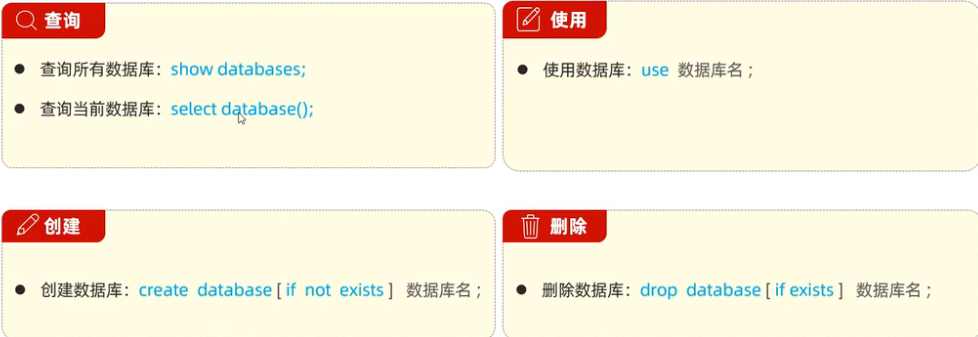 查询
查询所有数据库：show databases;
查询当前数据库：select database();
使用
使用数据库：use 数据库名 ;
创建
创建数据库：create database [ if not exists ] 数据库名 ;
删除
删除数据库：drop database [ if exists ] 数据库名 ;